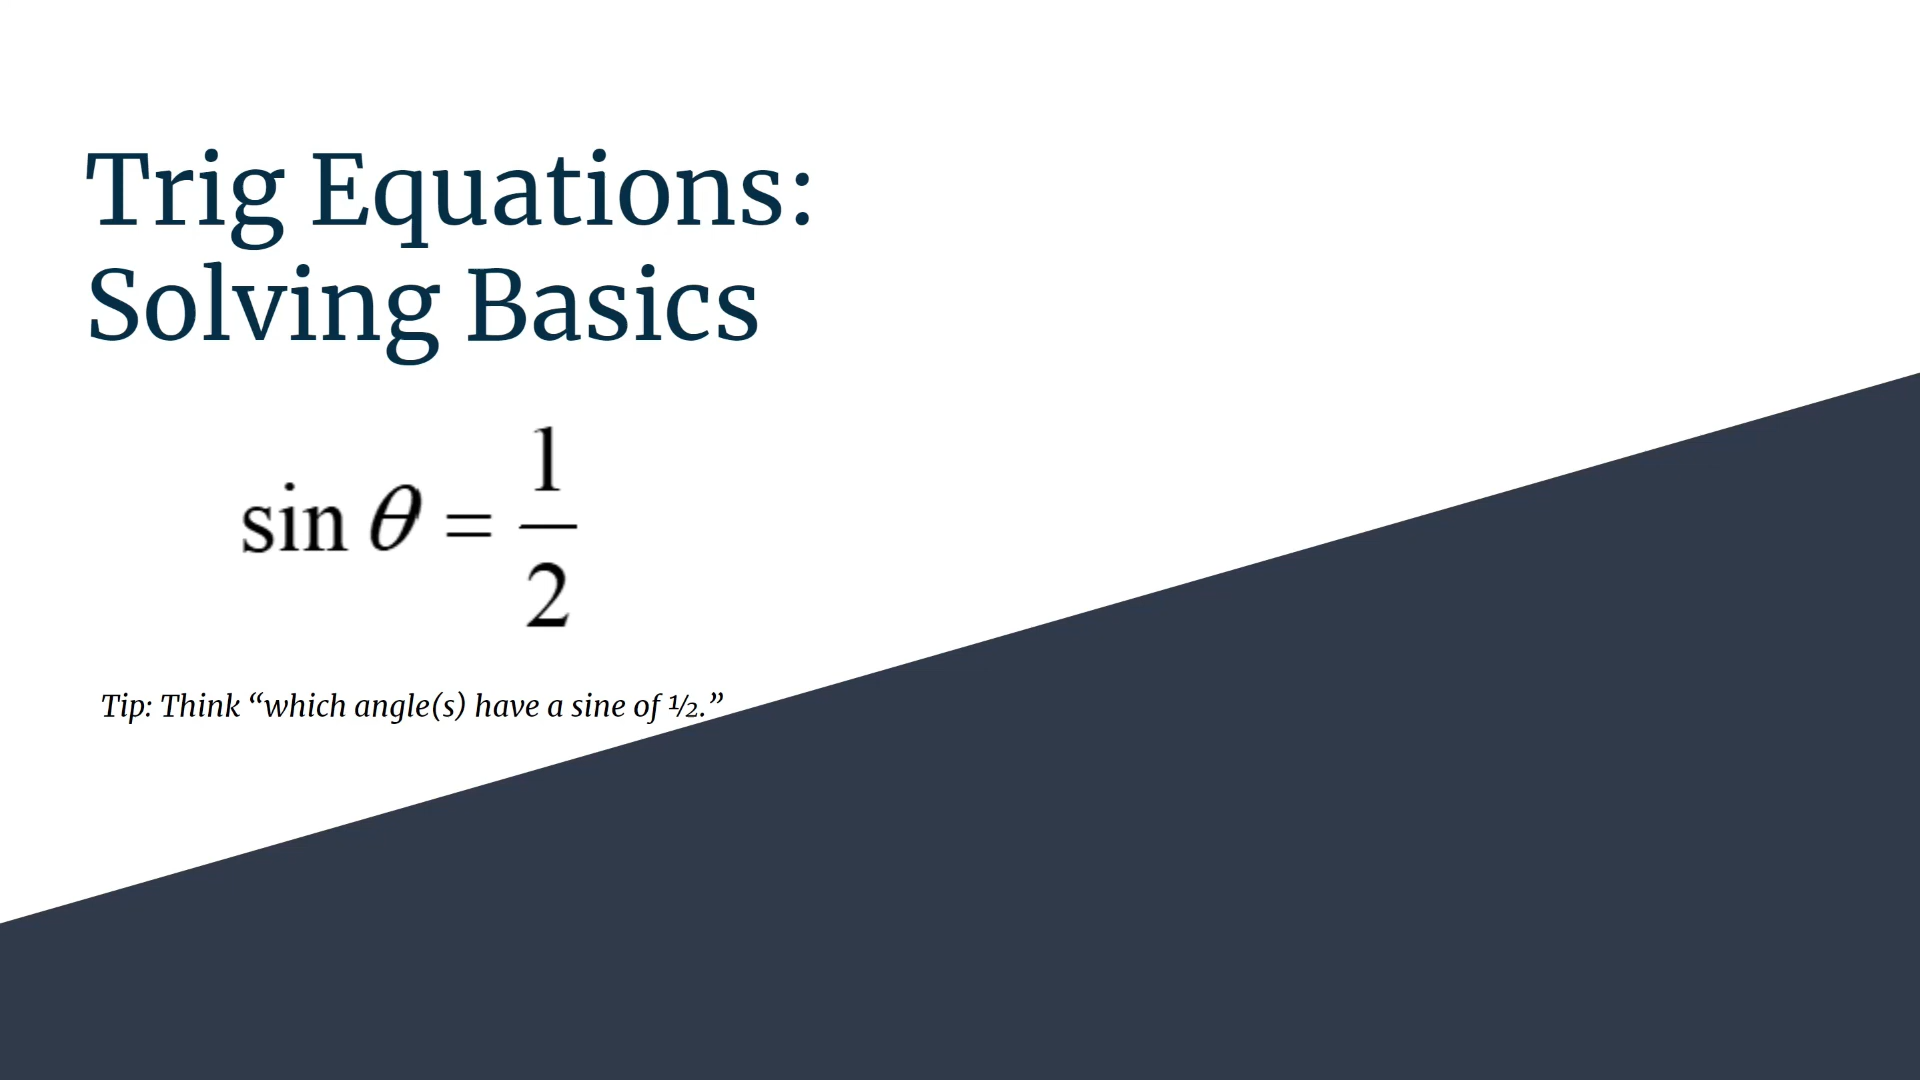 Trig Equations:
Solving Basics
sin θ = 1/2
Tip: Think “which angle(s) have a sine of ½.”